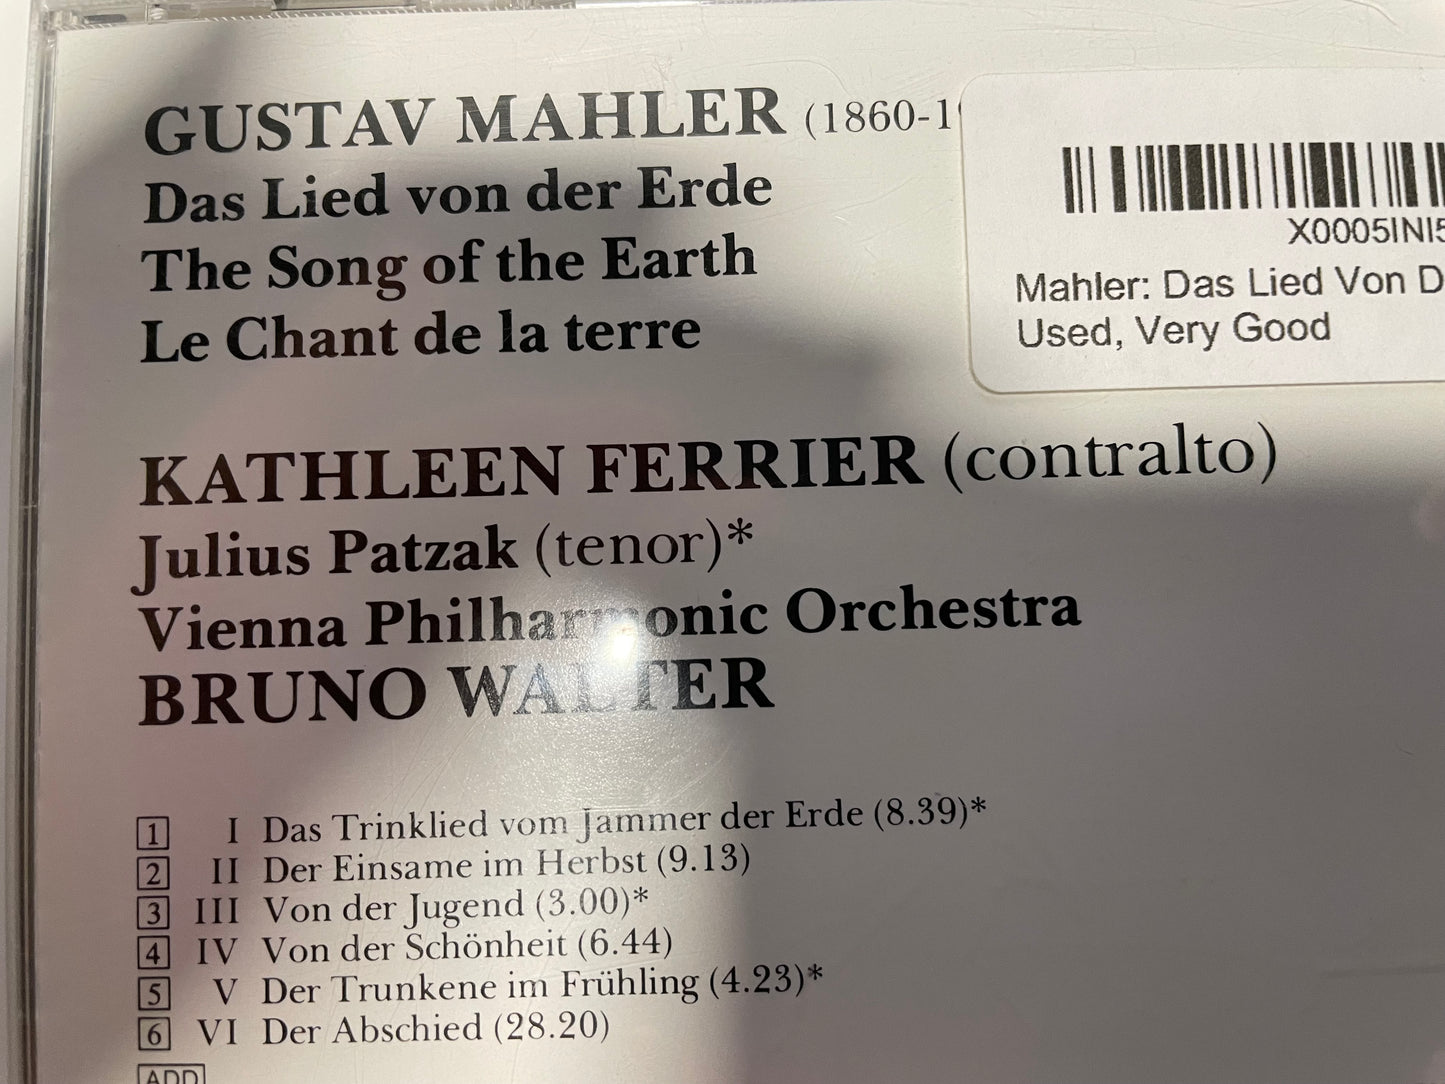 GUSTAV MAHLER (1860-1
Das Lied von der Erde
The Song of the Earth
Le Chant de la terre
X0005INI5
Mahler: Das Lied Von D
Used, Very Good
KATHLEEN FERRIER (contralto)
Julius Patzak (tenor)*
Vienna Philharmonic Orchestra
BRUNO WALTER
1 I Das Trinklied vom Jammer der Erde (8.39)*
2 II Der Einsame im Herbst (9.13)
3 III Von der Jugend (3.00)*
4 IV Von der Schönheit (6.44)
5 V Der Trunkene im Frühling (4.23)*
6 VI Der Abschied (28.20)
ADD